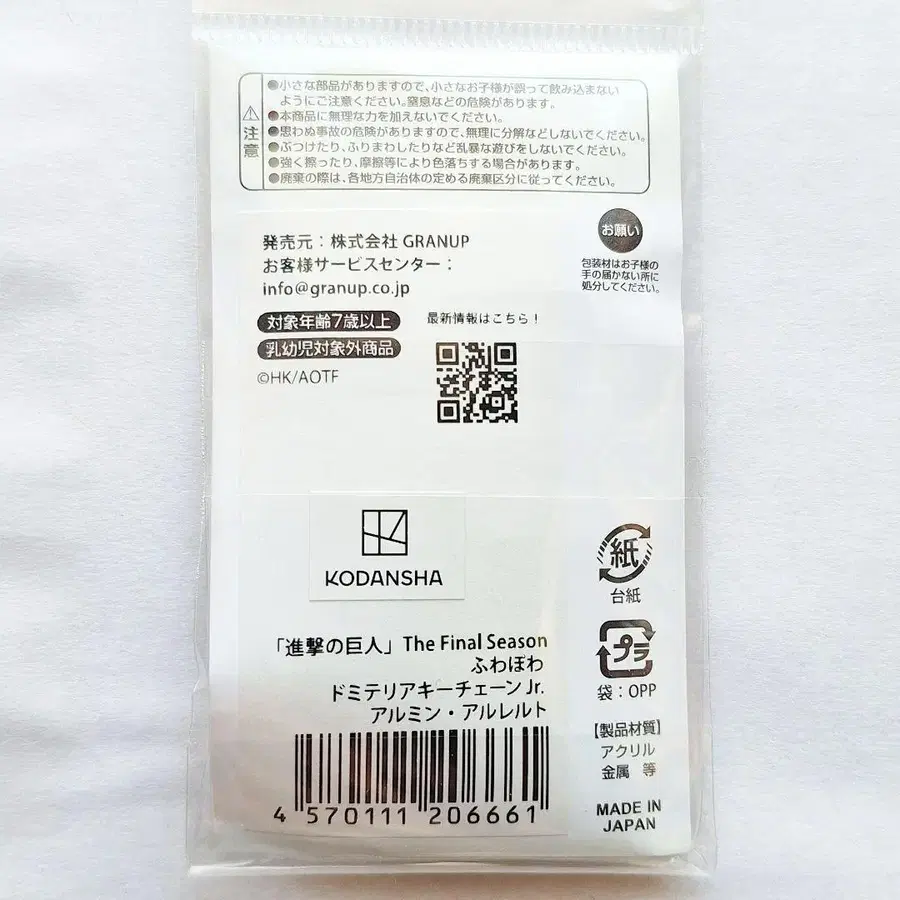 注意
●小さな部品がありますので、小さなお子様が誤って飲み込まない
ようにご注意ください。窒息などの危険があります。
●本商品に無理な力を加えないでください。
●思わぬ事故の危険がありますので、無理に分解などしないでください。
●ぶつけたり、ふりまわしたりなど乱暴な遊びをしないでください。
●強く擦ったり、摩擦等により色落ちする場合があります。
●廃棄の際は、各地方自治体の定める廃棄区分に従ってください。
お願い
包装材はお子様の
手の届かない所に
処分してください。
発売元：株式会社 GRANUP
お客様サービスセンター：
info@granup.co.jp
対象年齢7歳以上
乳幼児対象外商品
©HK/AOTF
最新情報はこちら！
KODANSHA
「進撃の巨人」The Final Season
ふわぽわ
ドミテリアキーチェーン Jr.
アルミン・アルレルト
4 570111 206661
紙
台紙
プラ
袋：OPP
【製品材質】
アクリル
金属 等
MADE IN
JAPAN